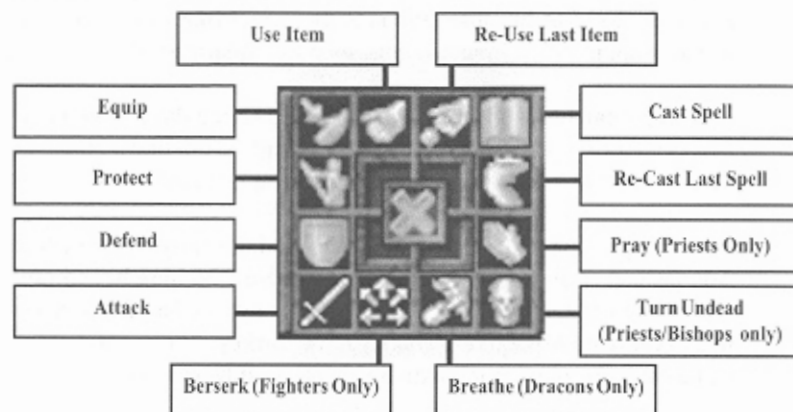 Use Item
Re-Use Last Item
Equip
Cast Spell
Protect
Re-Cast Last Spell
Defend
Pray (Priests Only)
Attack
Turn Undead
(Priests/Bishops only)
Berserk (Fighters Only)
Breathe (Dracons Only)